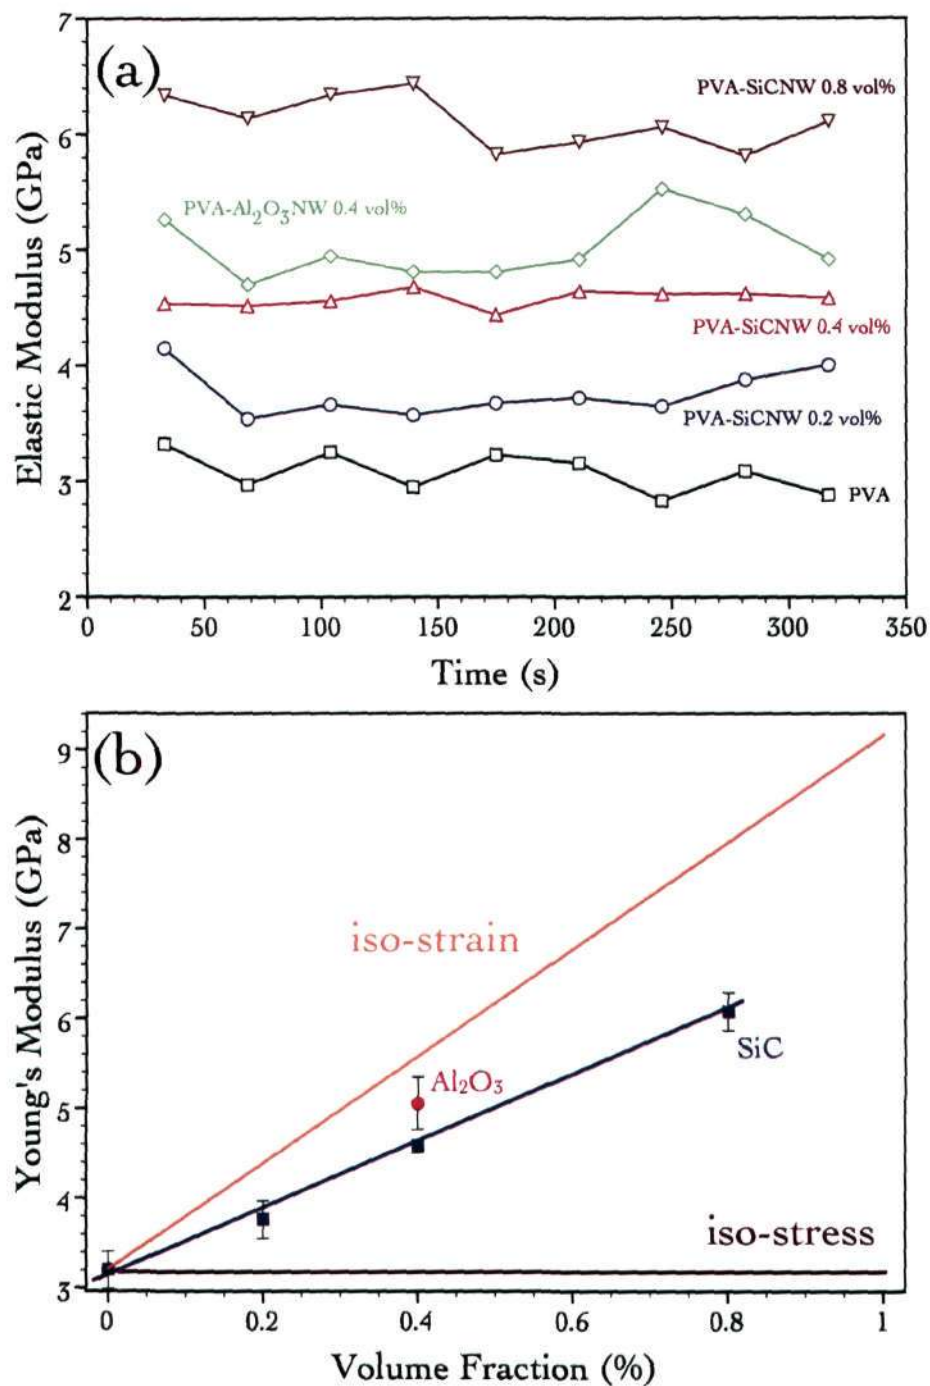 (a)
7
6
5
4
3
2
Elastic Modulus (GPa)
PVA-SiCNW 0.8 vol%
PVA-Al₂O₃NW 0.4 vol%
PVA-SiCNW 0.4 vol%
PVA-SiCNW 0.2 vol%
PVA
0 50 100 150 200 250 300 350
Time (s)
(b)
9
8
7
6
5
4
3
Young's Modulus (GPa)
iso-strain
Al₂O₃
SiC
iso-stress
0 0.2 0.4 0.6 0.8 1
Volume Fraction (%)